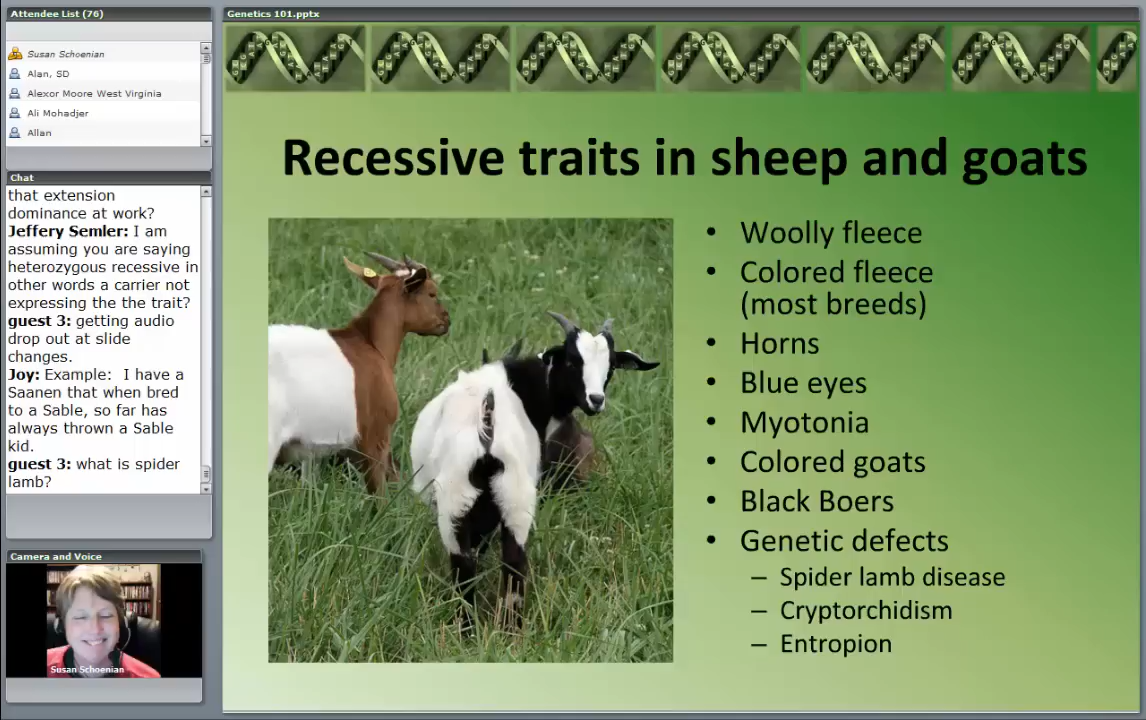 Attendee List (76)
Susan Schoenian
Alan, SD
Alexor Moore West Virginia
Ali Mohadjer
Allan
Chat
that extension
dominance at work?
Jeffery Semler: I am
assuming you are saying
heterozygous recessive in
other words a carrier not
expressing the the trait?
guest 3: getting audio
drop out at slide
changes.
Joy: Example:  I have a
Saanen that when bred
to a Sable, so far has
always thrown a Sable
kid.
guest 3: what is spider
lamb?
Camera and Voice
Susan Schoenian
Genetics 101.pptx
Recessive traits in sheep and goats
• Woolly fleece
• Colored fleece
(most breeds)
• Horns
• Blue eyes
• Myotonia
• Colored goats
• Black Boers
• Genetic defects
– Spider lamb disease
– Cryptorchidism
– Entropion